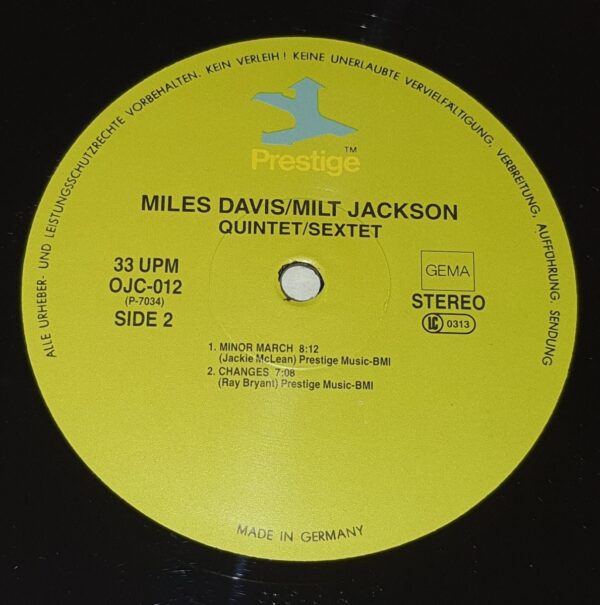 ALLE URHEBER- UND LEISTUNGSSCHUTZRECHTE VORBEHALTEN. KEIN VERLEIH! KEINE UNERLAUBTE VERVIELFÄLTIGUNG, VERBREITUNG, AUFFÜHRUNG, SENDUNG
TM
Prestige
MILES DAVIS/MILT JACKSON
QUINTET/SEXTET
33 UPM
OJC-012
(P-7034)
SIDE 2
GEMA
STEREO
LC 0313
1. MINOR MARCH 8:12
(Jackie McLean) Prestige Music-BMI
2. CHANGES 7:08
(Ray Bryant) Prestige Music-BMI
MADE IN GERMANY